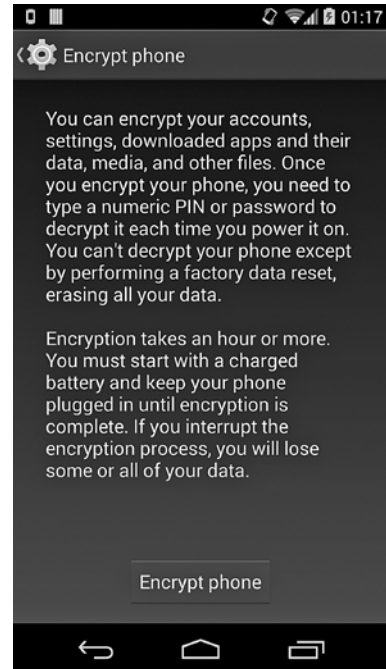 01:17
Encrypt phone
You can encrypt your accounts,
settings, downloaded apps and their
data, media, and other files. Once
you encrypt your phone, you need to
type a numeric PIN or password to
decrypt it each time you power it on.
You can't decrypt your phone except
by performing a factory data reset,
erasing all your data.
Encryption takes an hour or more.
You must start with a charged
battery and keep your phone
plugged in until encryption is
complete. If you interrupt the
encryption process, you will lose
some or all of your data.
Encrypt phone